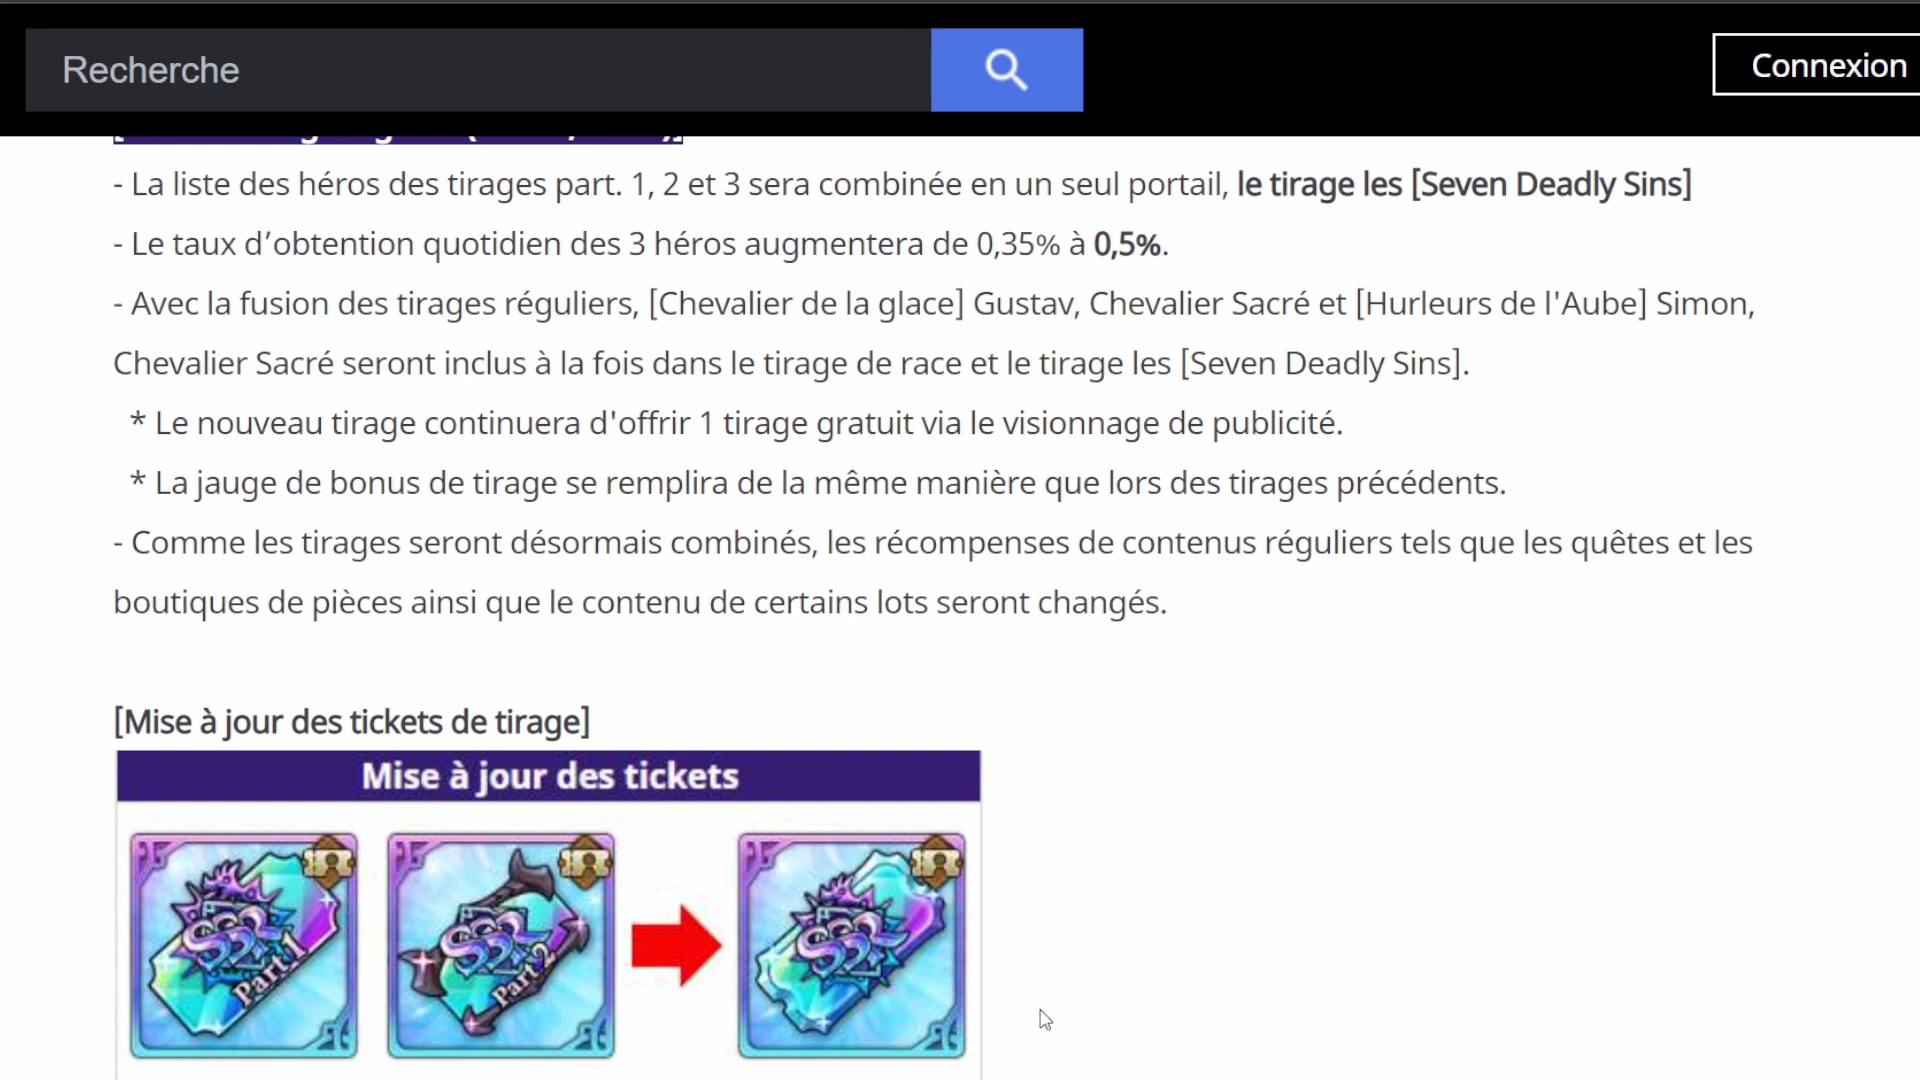 Recherche
Connexion
- La liste des héros des tirages part. 1, 2 et 3 sera combinée en un seul portail, le tirage les [Seven Deadly Sins]
- Le taux d’obtention quotidien des 3 héros augmentera de 0,35% à 0,5%.
- Avec la fusion des tirages réguliers, [Chevalier de la glace] Gustav, Chevalier Sacré et [Hurleurs de l'Aube] Simon,
Chevalier Sacré seront inclus à la fois dans le tirage de race et le tirage les [Seven Deadly Sins].
* Le nouveau tirage continuera d'offrir 1 tirage gratuit via le visionnage de publicité.
* La jauge de bonus de tirage se remplira de la même manière que lors des tirages précédents.
- Comme les tirages seront désormais combinés, les récompenses de contenus réguliers tels que les quêtes et les
boutiques de pièces ainsi que le contenu de certains lots seront changés.
[Mise à jour des tickets de tirage]
Mise à jour des tickets
SSR Part 1
SSR Part 2
SSR